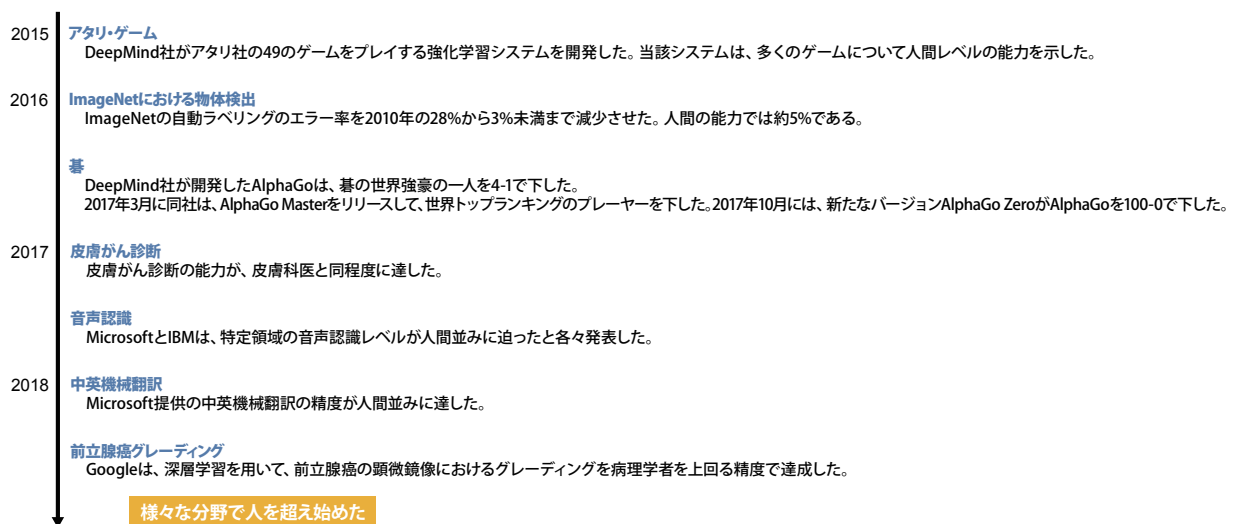 2015 アタリ・ゲーム
DeepMind社がアタリ社の49のゲームをプレイする強化学習システムを開発した。当該システムは、多くのゲームについて人間レベルの能力を示した。
2016 ImageNetにおける物体検出
ImageNetの自動ラベリングのエラー率を2010年の28%から3%未満まで減少させた。人間の能力では約5%である。
碁
DeepMind社が開発したAlphaGoは、碁の世界強豪の一人を4-1で下した。
2017年3月に同社は、AlphaGo Masterをリリースして、世界トップランキングのプレーヤーを下した。2017年10月には、新たなバージョンAlphaGo ZeroがAlphaGoを100-0で下した。
2017 皮膚がん診断
皮膚がん診断の能力が、皮膚科医と同程度に達した。
音声認識
MicrosoftとIBMは、特定領域の音声認識レベルが人間並みに迫ったと各々発表した。
2018 中英機械翻訳
Microsoft提供の中英機械翻訳の精度が人間並みに達した。
前立腺癌グレーディング
Googleは、深層学習を用いて、前立腺癌の顕微鏡像におけるグレーディングを病理学者を上回る精度で達成した。
様々な分野で人を超え始めた